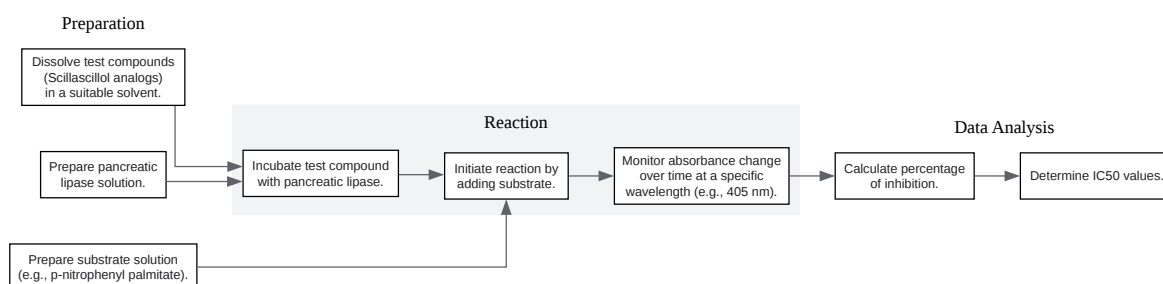 Preparation
Dissolve test compounds
(Scillascillol analogs)
in a suitable solvent.
Prepare pancreatic
lipase solution.
Prepare substrate solution
(e.g., p-nitrophenyl palmitate).
Reaction
Incubate test compound
with pancreatic lipase.
Initiate reaction by
adding substrate.
Monitor absorbance change
over time at a specific
wavelength (e.g., 405 nm).
Data Analysis
Calculate percentage
of inhibition.
Determine IC50 values.